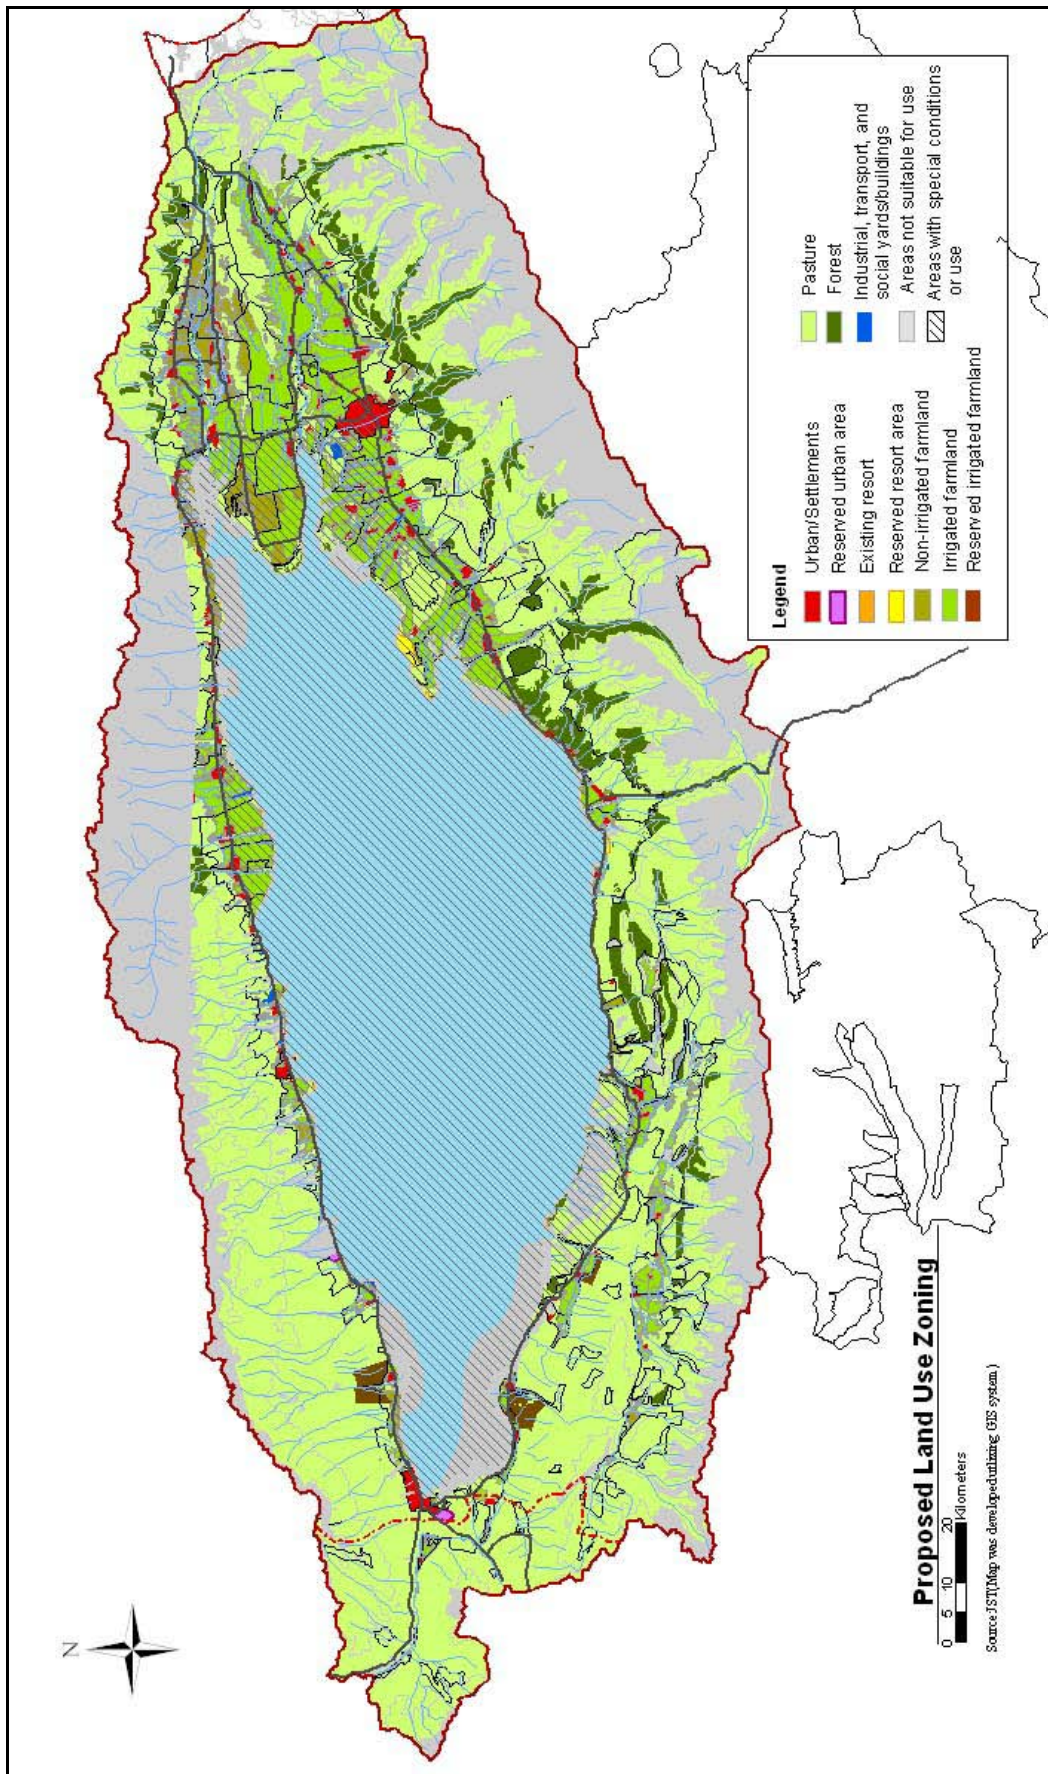 N
Legend
Urban/Settlements
Reserved urban area
Existing resort
Reserved resort area
Non-irrigated farmland
Irrigated farmland
Reserved irrigated farmland
Pasture
Forest
Industrial, transport, and
social yards/buildings
Areas not suitable for use
Areas with special conditions
or use
Proposed Land Use Zoning
0 5 10 20
Kilometers
Source:JST(Map was developed utilizing GIS system)